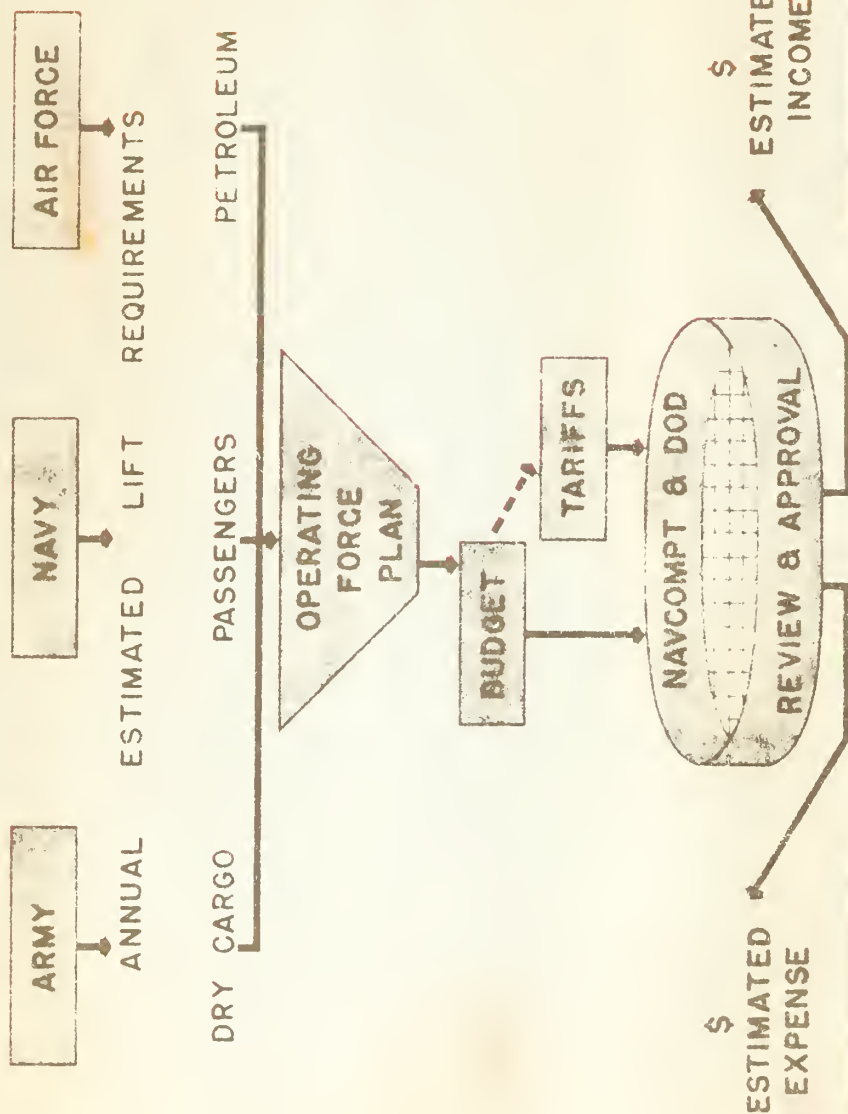 ARMY NAVY AIR FORCE
ANNUAL ESTIMATED LIFT REQUIREMENTS
DRY CARGO PASSENGERS PETROLEUM
OPERATING
FORCE
PLAN
BUDGET
TARIFFS
NAVCOMPT & DOD
REVIEW & APPROVAL
$
ESTIMATED
EXPENSE
$
ESTIMATE
INCOME